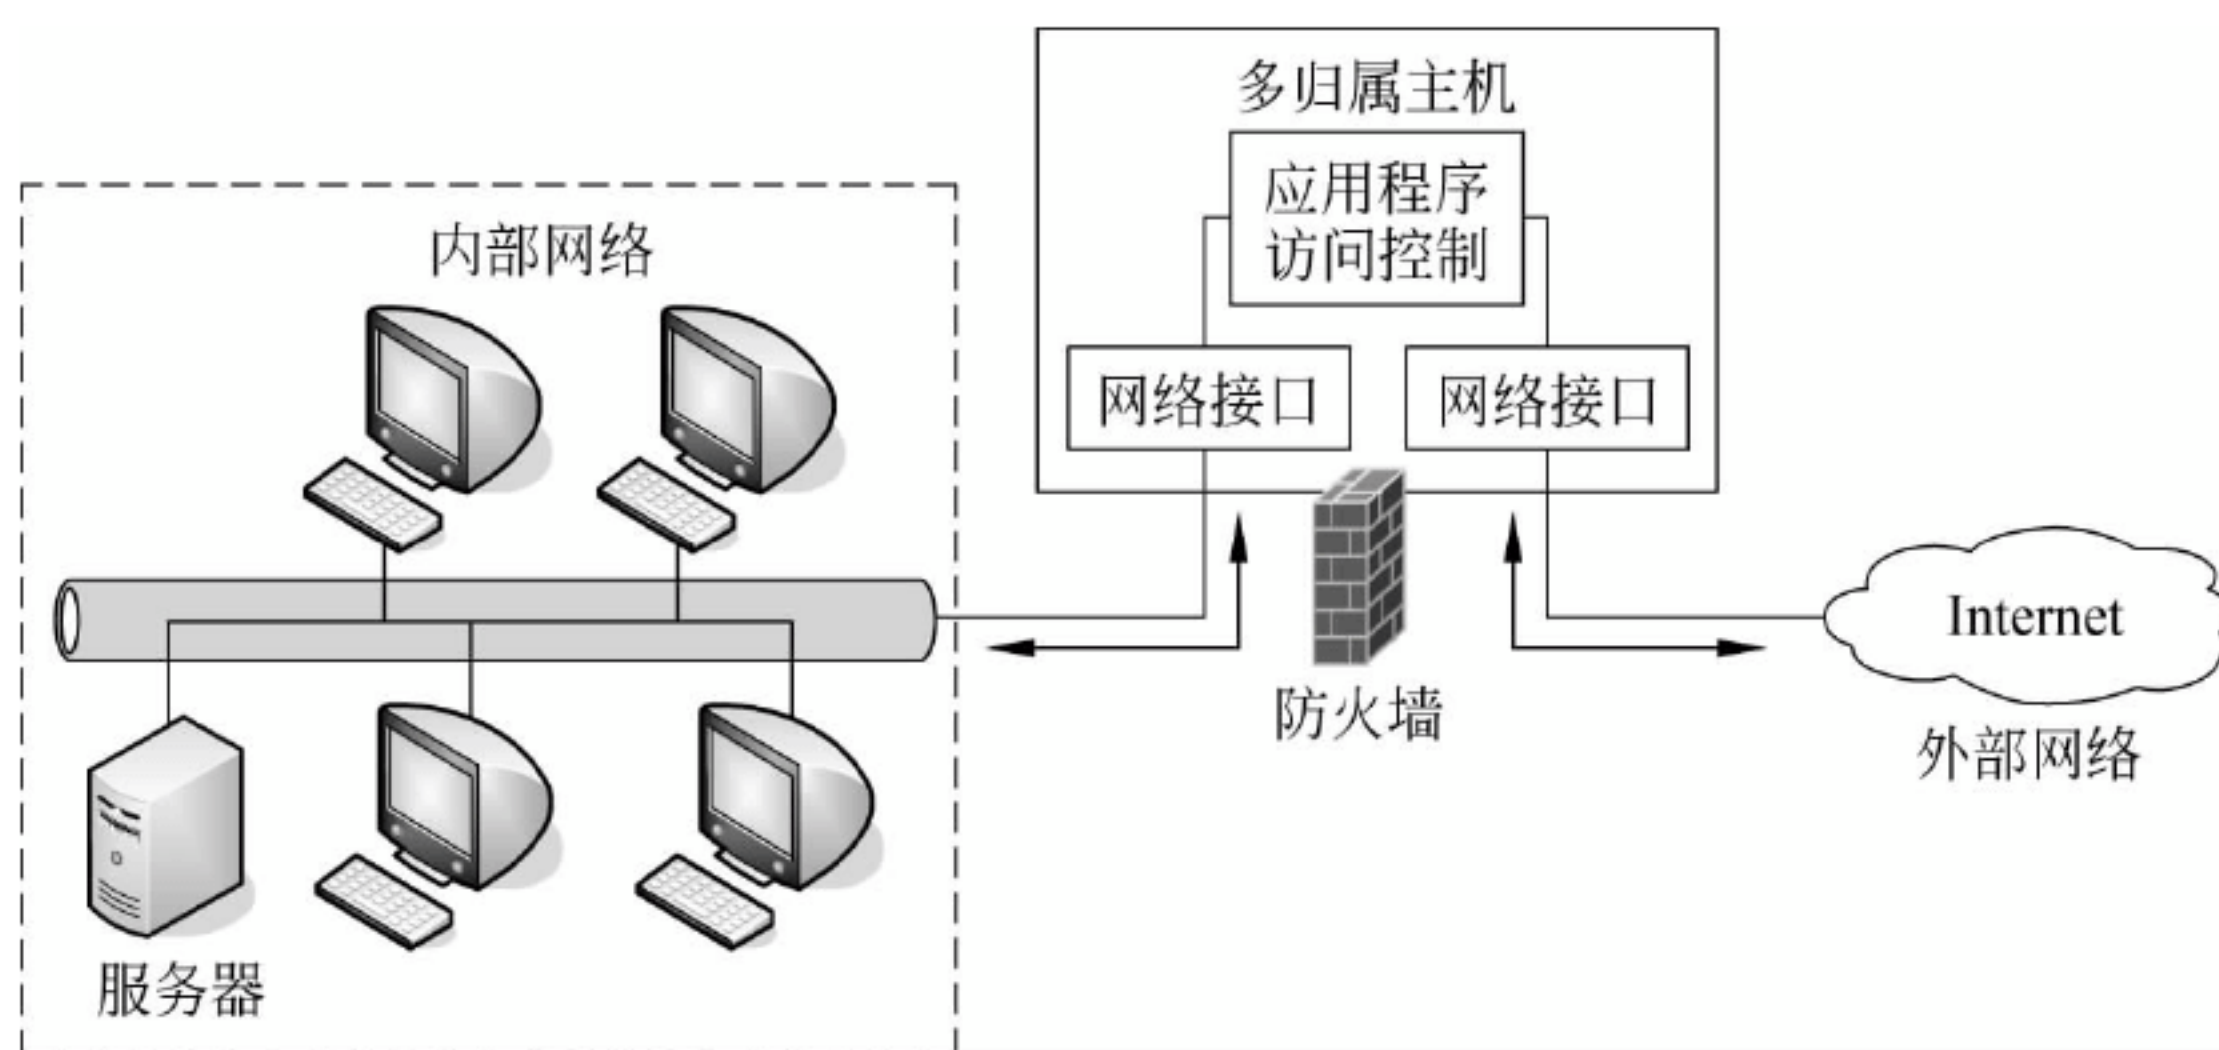 多归属主机
应用程序
访问控制
内部网络
网络接口
网络接口
Internet
防火墙
外部网络
服务器